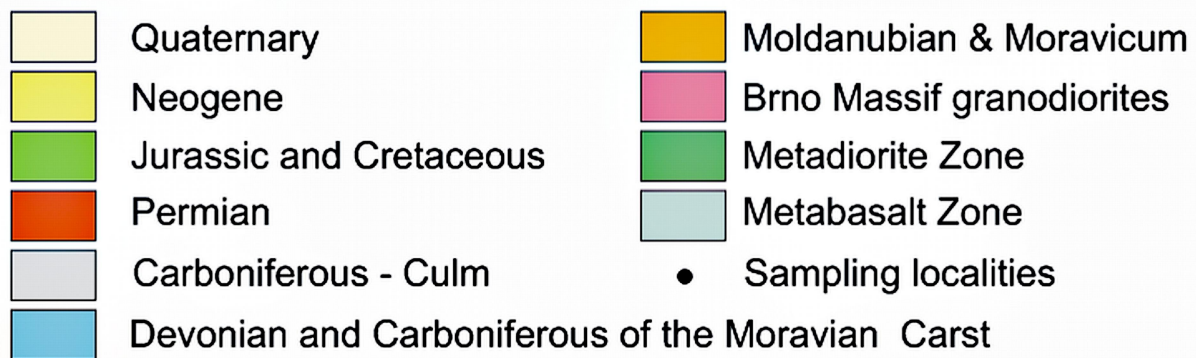 Quaternary
Neogene
Jurassic and Cretaceous
Permian
Carboniferous - Culm
Devonian and Carboniferous of the Moravian Carst
Moldanubian & Moravicum
Brno Massif granodiorites
Metadiorite Zone
Metabasalt Zone
Sampling localities